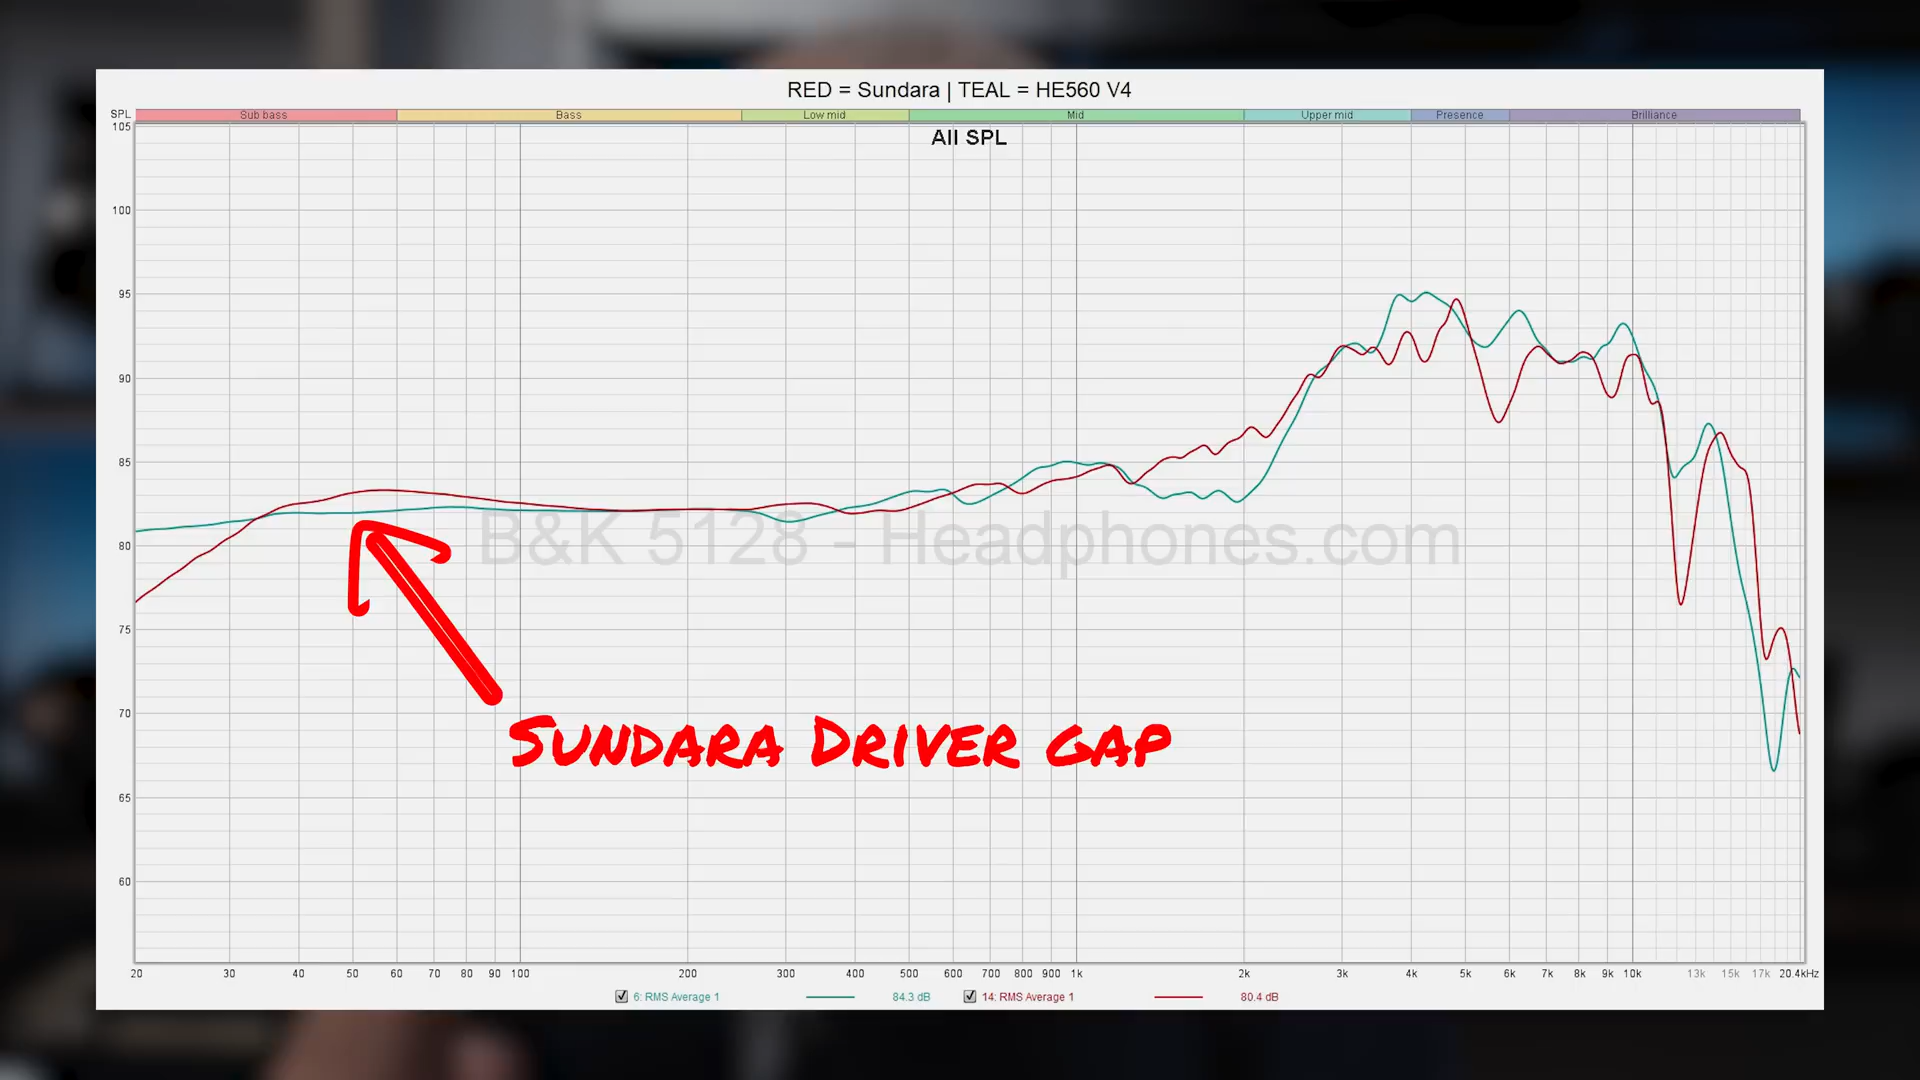 RED = Sundara | TEAL = HE560 V4
SPL Sub bass Bass Low mid Mid Upper mid Presence Brilliance
All SPL
105
100
95
90
85
80
75
70
65
60
B&K 5128 - Headphones.com
Sundara Driver gap
20 30 40 50 60 70 80 90 100 200 300 400 500 600 700 800 900 1k 2k 3k 4k 5k 6k 7k 8k 9k 10k 13k 15k 17k 20.4kHz
6: RMS Average 1 84.3 dB 14: RMS Average 1 80.4 dB